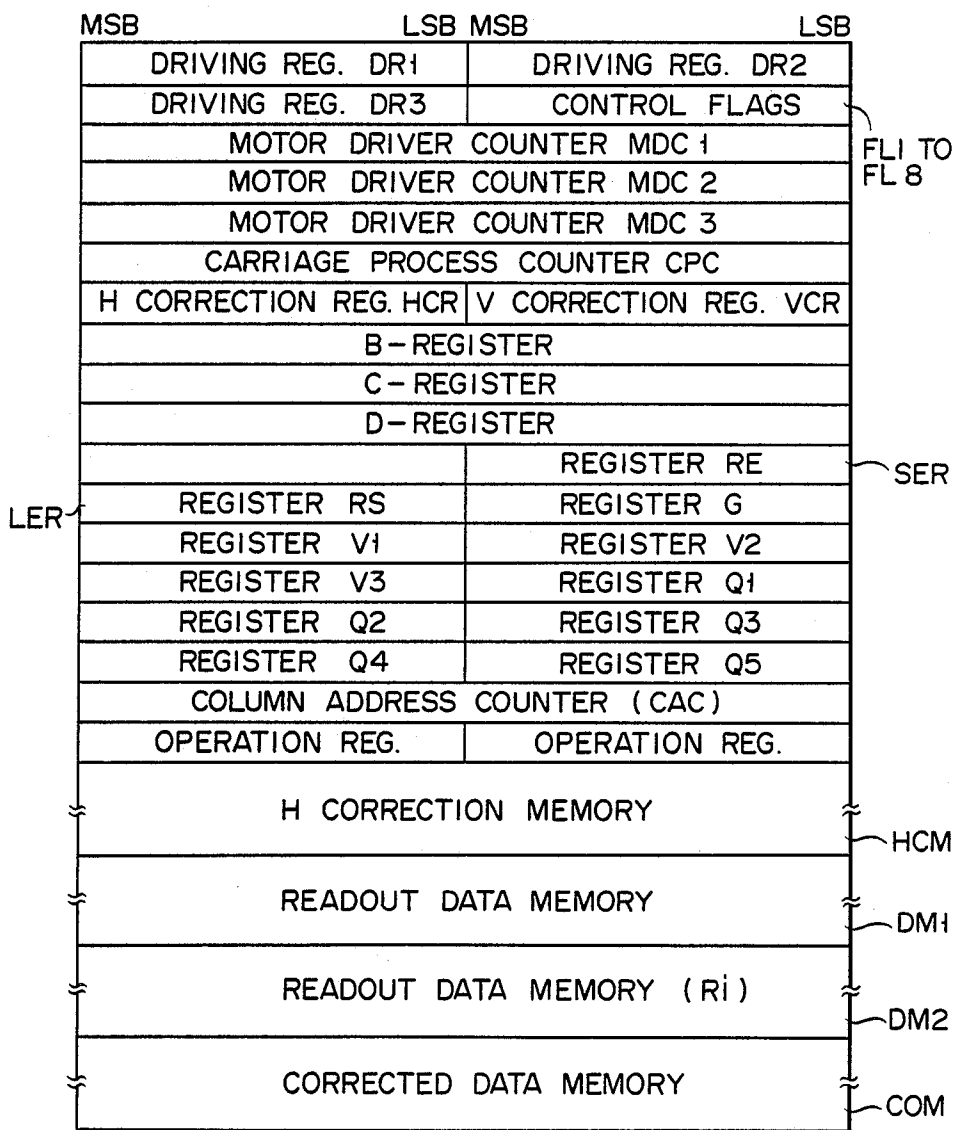 MSB LSB MSB LSB
DRIVING REG. DR1 DRIVING REG. DR2
DRIVING REG. DR3 CONTROL FLAGS
FL1 TO
FL 8
MOTOR DRIVER COUNTER MDC 1
MOTOR DRIVER COUNTER MDC 2
MOTOR DRIVER COUNTER MDC 3
CARRIAGE PROCESS COUNTER CPC
H CORRECTION REG. HCR V CORRECTION REG. VCR
B-REGISTER
C-REGISTER
D-REGISTER
REGISTER RE SER
LER REGISTER RS REGISTER G
REGISTER V1 REGISTER V2
REGISTER V3 REGISTER Q1
REGISTER Q2 REGISTER Q3
REGISTER Q4 REGISTER Q5
COLUMN ADDRESS COUNTER (CAC)
OPERATION REG. OPERATION REG.
H CORRECTION MEMORY
HCM
READOUT DATA MEMORY
DM1
READOUT DATA MEMORY (Ri)
DM2
CORRECTED DATA MEMORY
COM